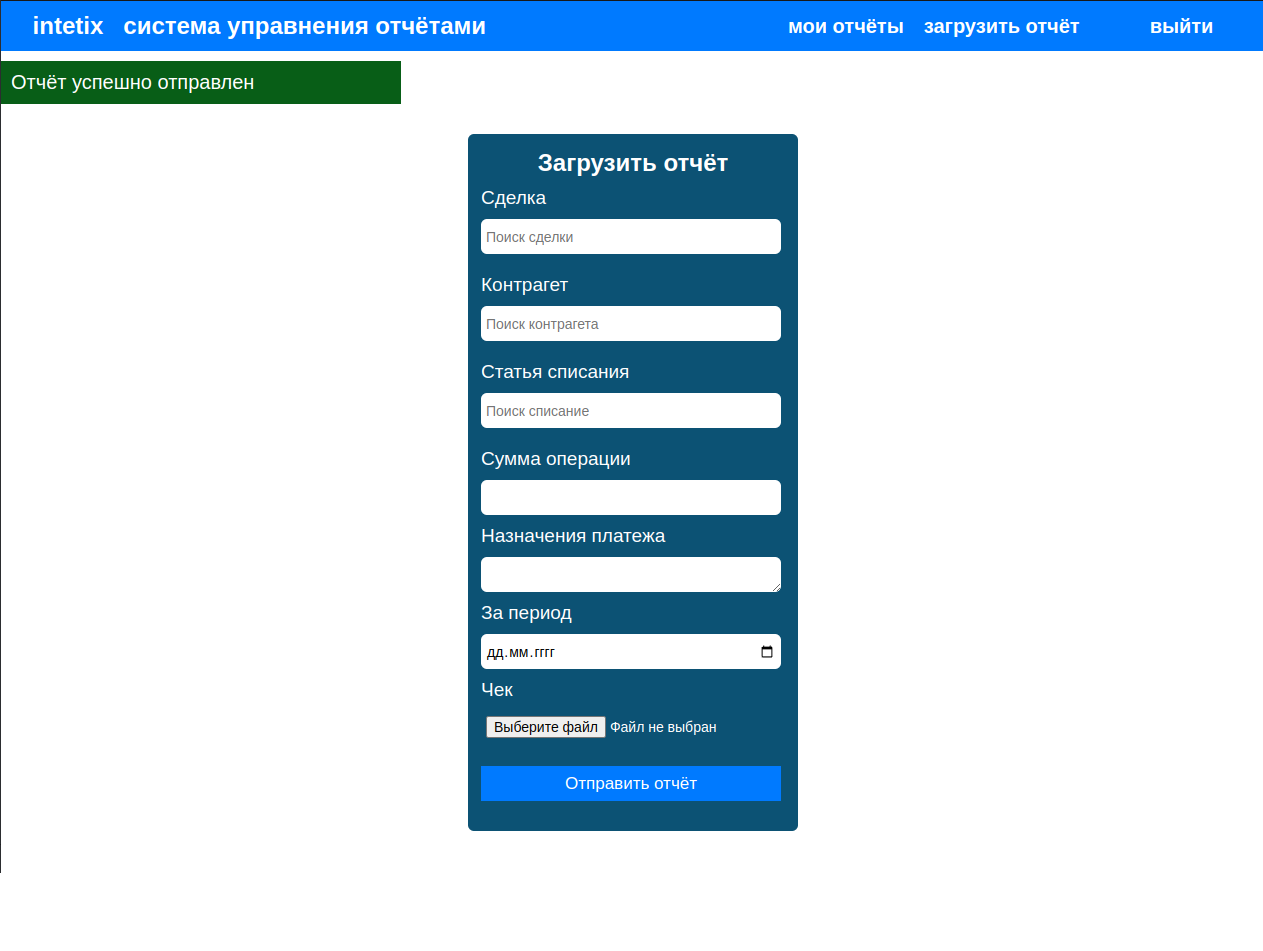 intetix система управления отчётами мои отчёты загрузить отчёт выйти
Отчёт успешно отправлен
Загрузить отчёт
Сделка
Поиск сделки
Контрагет
Поиск контрагета
Статья списания
Поиск списание
Сумма операции
Назначения платежа
За период
дд.мм.гггг
Чек
Выберите файл Файл не выбран
Отправить отчёт